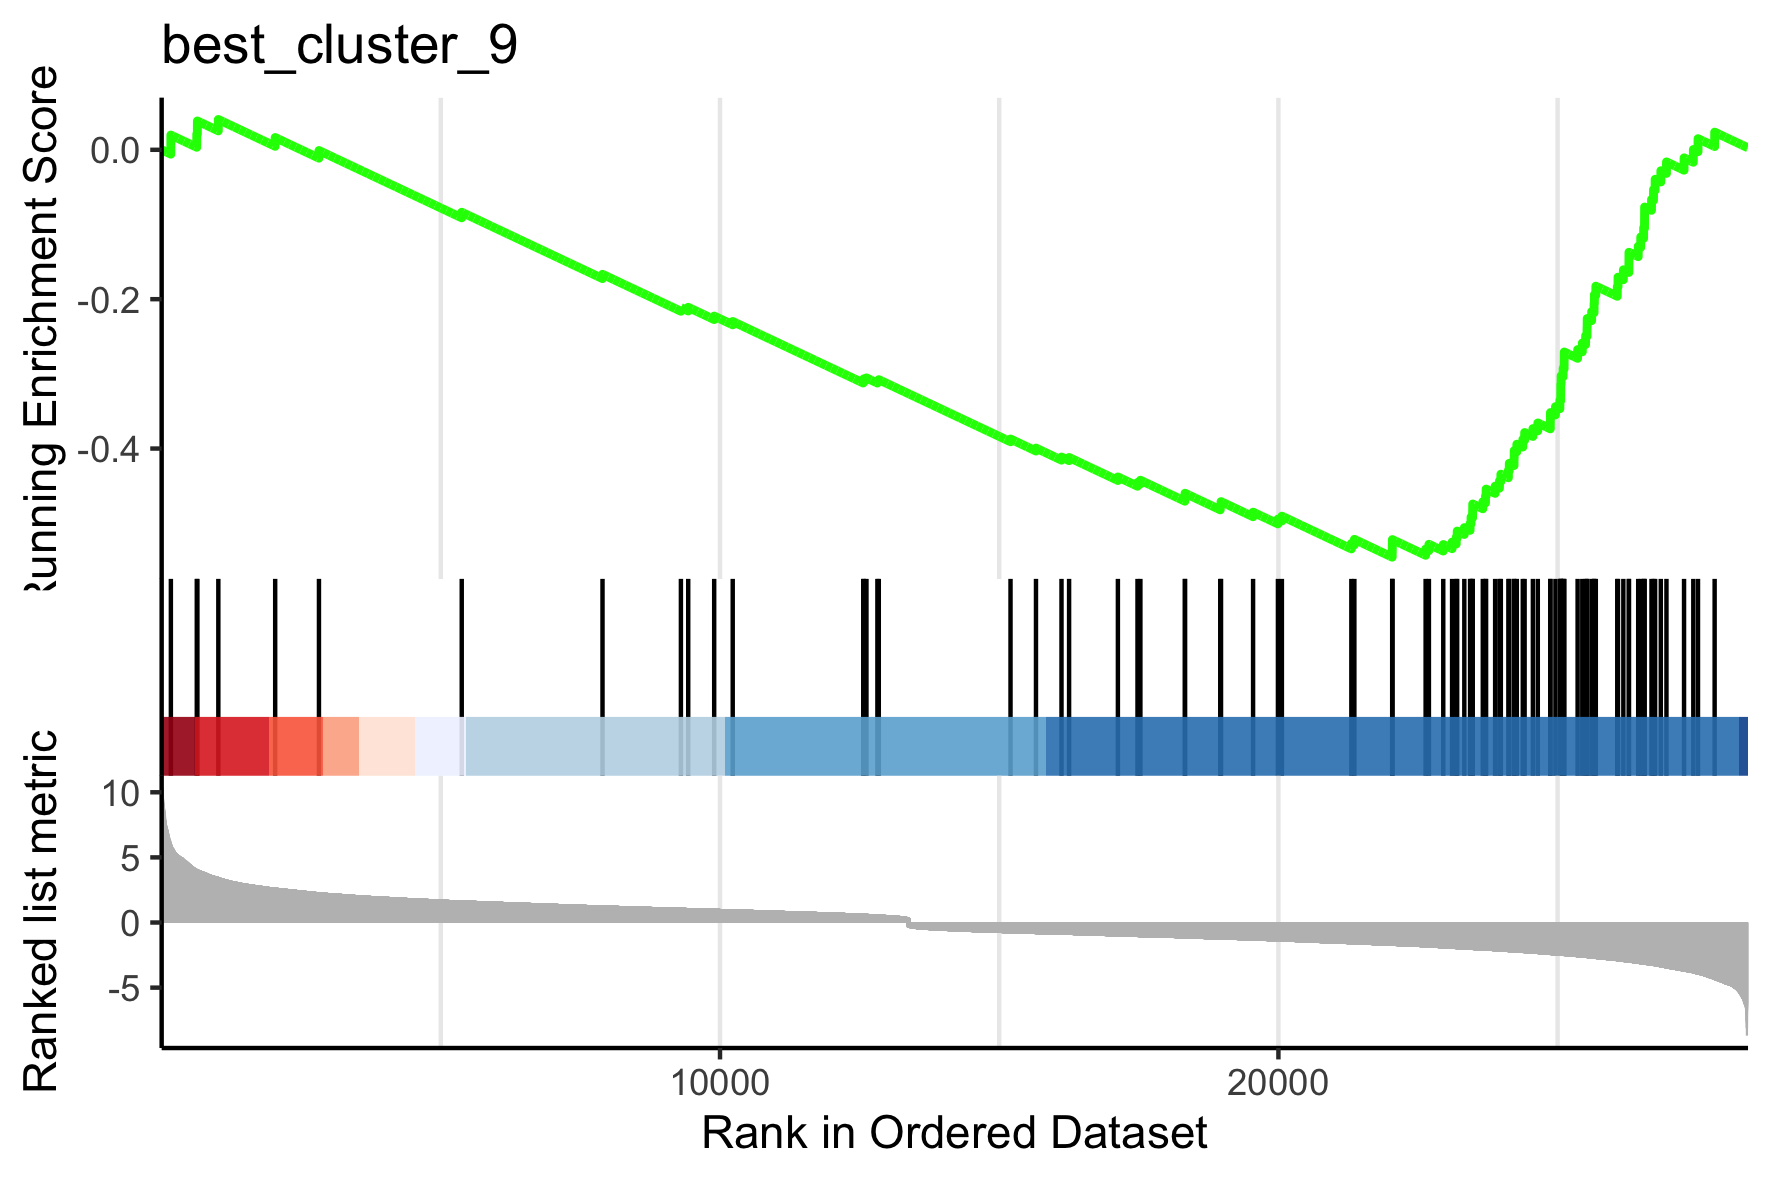 best_cluster_9
Running Enrichment Score
0.0
-0.2
-0.4
Ranked list metric
10
5
0
-5
10000
20000
Rank in Ordered Dataset